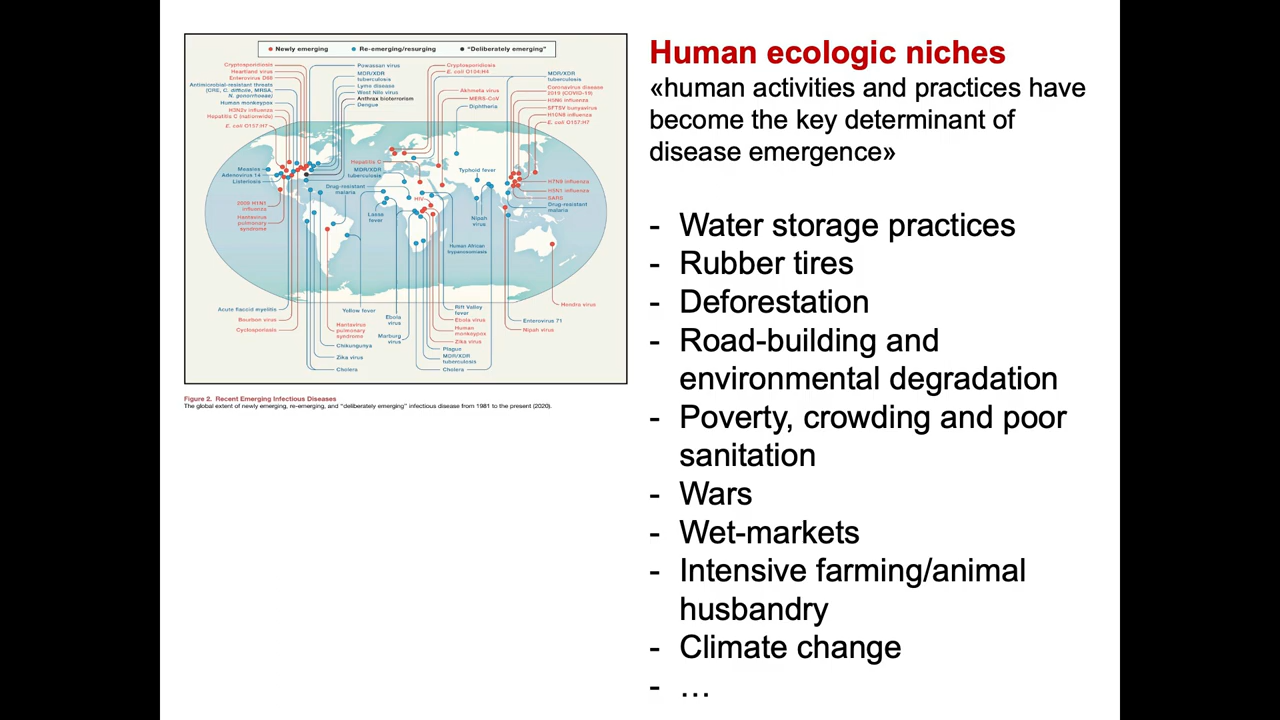 Newly emerging
Re-emerging/resurging
"Deliberately emerging"
Cryptosporidiosis
Heartland virus
Enterovirus D68
Antimicrobial-resistant threats
(CRE, C. difficile, MRSA,
N. gonorrhoeae)
Human monkeypox
H3N2v influenza
Hepatitis C (nationwide)
E. coli O157:H7
Powassan virus
MDR/XDR
tuberculosis
Lyme disease
West Nile virus
Anthrax bioterrorism
Dengue
Cryptosporidiosis
E. coli O104:H4
Akhmeta virus
MERS-CoV
Diphtheria
MDR/XDR
tuberculosis
Coronavirus disease
2019 (COVID-19)
H5N6 influenza
SFTSV bunyavirus
H10N8 influenza
E. coli O157:H7
Measles
Adenovirus 14
Listeriosis
2009 H1N1
influenza
Hantavirus
pulmonary
syndrome
Hepatitis C
MDR/XDR
tuberculosis
Drug-resistant
malaria
Lassa
fever
HIV
Typhoid fever
Nipah
virus
Human African
trypanosomiasis
H7N9 influenza
H5N1 influenza
SARS
Drug-resistant
malaria
Hendra virus
Acute flaccid myelitis
Bourbon virus
Cyclosporiasis
Yellow fever
Hantavirus
pulmonary
syndrome
Chikungunya
Zika virus
Cholera
Ebola
virus
Marburg
virus
Rift Valley
fever
Ebola virus
Human
monkeypox
Zika virus
Plague
MDR/XDR
tuberculosis
Cholera
Enterovirus 71
Nipah virus
Figure 2. Recent Emerging Infectious Diseases
The global extent of newly emerging, re-emerging, and "deliberately emerging" infectious disease from 1981 to the present (2020).
Human ecologic niches
«human activities and practices have
become the key determinant of
disease emergence»
- Water storage practices
- Rubber tires
- Deforestation
- Road-building and
environmental degradation
- Poverty, crowding and poor
sanitation
- Wars
- Wet-markets
- Intensive farming/animal
husbandry
- Climate change
- …